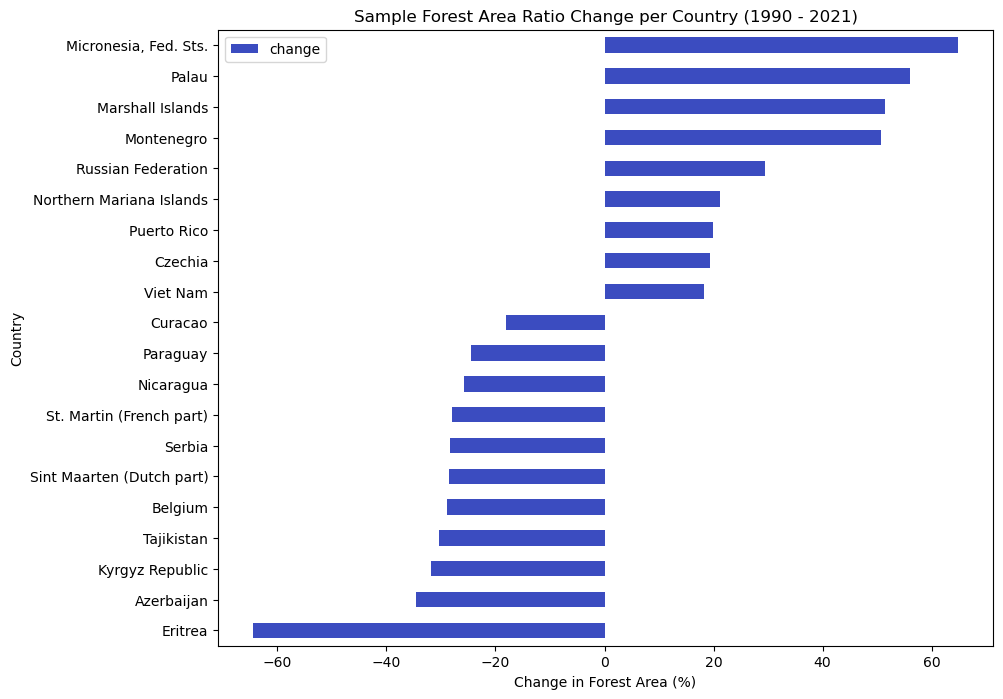 Sample Forest Area Ratio Change per Country (1990 - 2021)
change
Micronesia, Fed. Sts.
Palau
Marshall Islands
Montenegro
Russian Federation
Northern Mariana Islands
Puerto Rico
Czechia
Viet Nam
Curacao
Paraguay
Nicaragua
St. Martin (French part)
Serbia
Sint Maarten (Dutch part)
Belgium
Tajikistan
Kyrgyz Republic
Azerbaijan
Eritrea
Country
−60 −40 −20 0 20 40 60
Change in Forest Area (%)